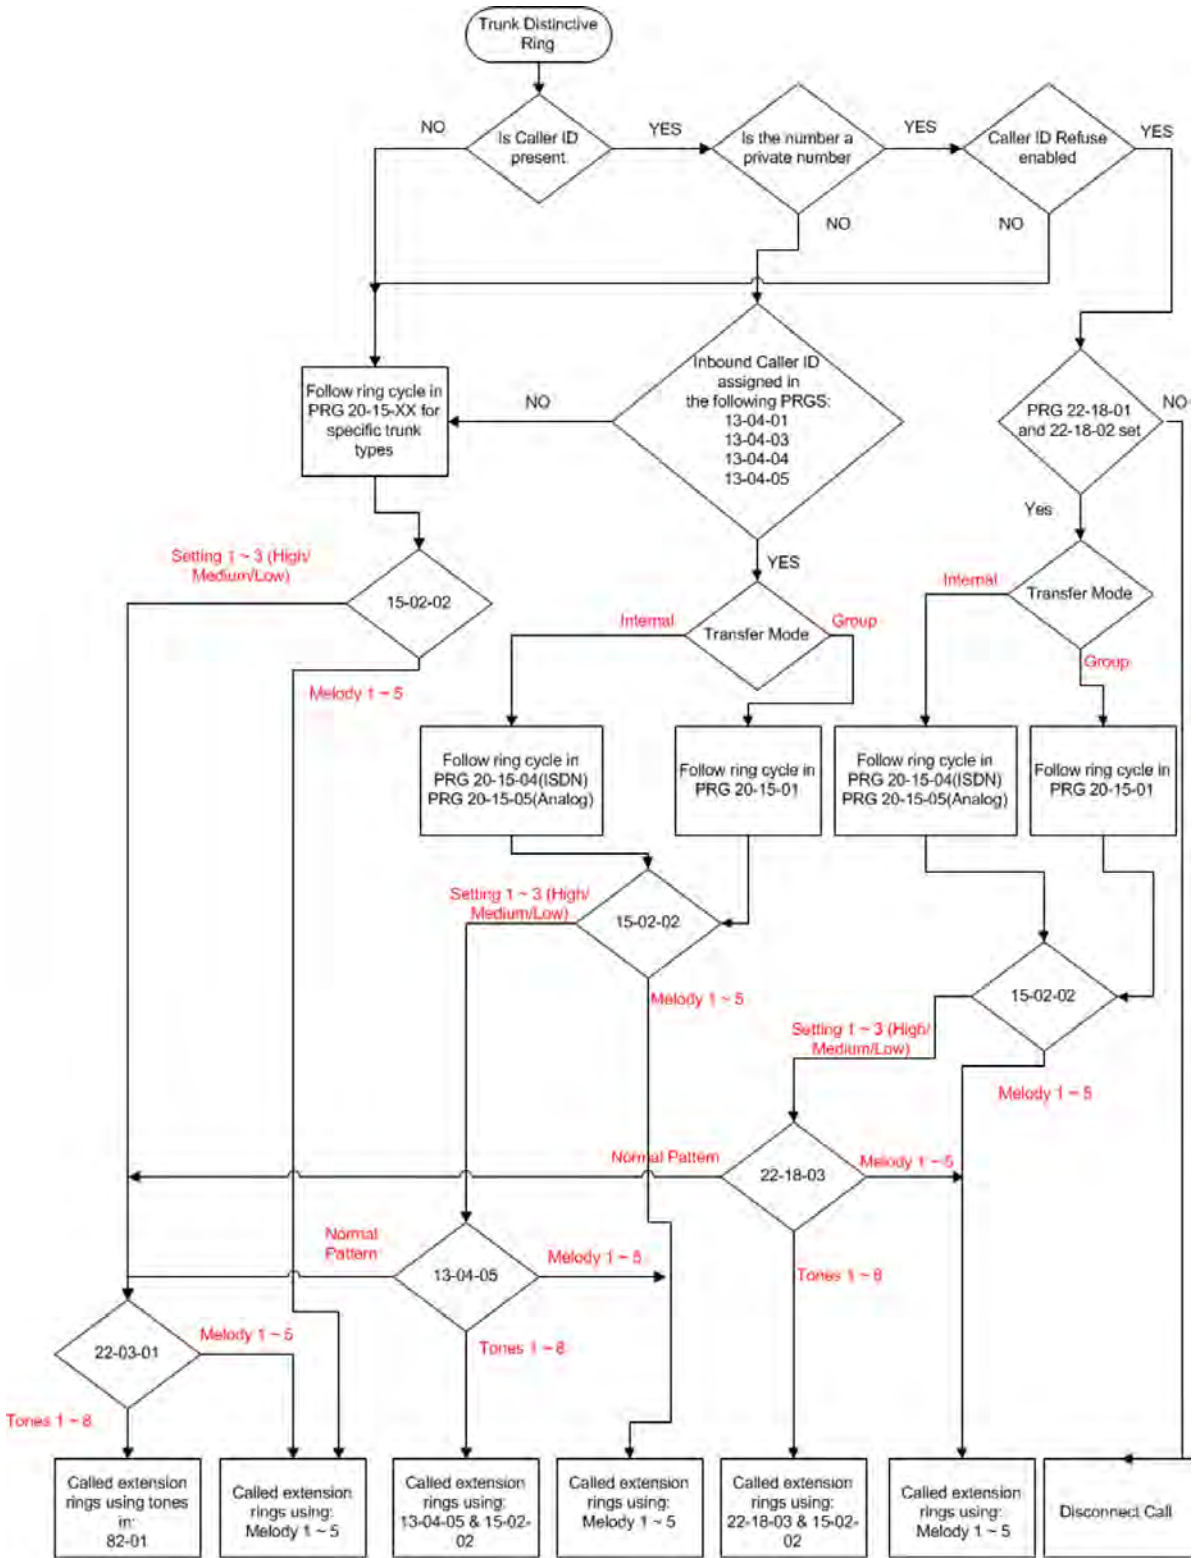 Trunk Distinctive
Ring
NO
Is Caller ID
present
YES
Is the number a
private number
YES
Caller ID Refuse
enabled
YES
NO
NO
Follow ring cycle in
PRG 20-15-XX for
specific trunk
types
NO
Inbound Caller ID
assigned in
the following PRGS:
13-04-01
13-04-03
13-04-04
13-04-05
PRG 22-18-01
and 22-18-02 set
NO
Yes
YES
Setting 1 ~ 3 (High/
Medium/Low)
15-02-02
Melody 1 ~ 5
Internal
Transfer Mode
Group
Internal
Transfer Mode
Group
Follow ring cycle in
PRG 20-15-04(ISDN)
PRG 20-15-05(Analog)
Follow ring cycle in
PRG 20-15-01
Follow ring cycle in
PRG 20-15-04(ISDN)
PRG 20-15-05(Analog)
Follow ring cycle in
PRG 20-15-01
Setting 1 ~ 3 (High/
Medium/Low)
15-02-02
Melody 1 ~ 5
15-02-02
Setting 1 ~ 3 (High/
Medium/Low)
Melody 1 ~ 5
Normal Pattern
22-18-03
Melody 1 ~ 5
Tones 1 ~ 8
Normal
Pattern
13-04-05
Melody 1 ~ 5
Tones 1 ~ 8
22-03-01
Melody 1 ~ 5
Tones 1 ~ 8
Called extension
rings using tones
in:
82-01
Called extension
rings using:
Melody 1 ~ 5
Called extension
rings using:
13-04-05 & 15-02-
02
Called extension
rings using:
Melody 1 ~ 5
Called extension
rings using:
22-18-03 & 15-02-
02
Called extension
rings using:
Melody 1 ~ 5
Disconnect Call